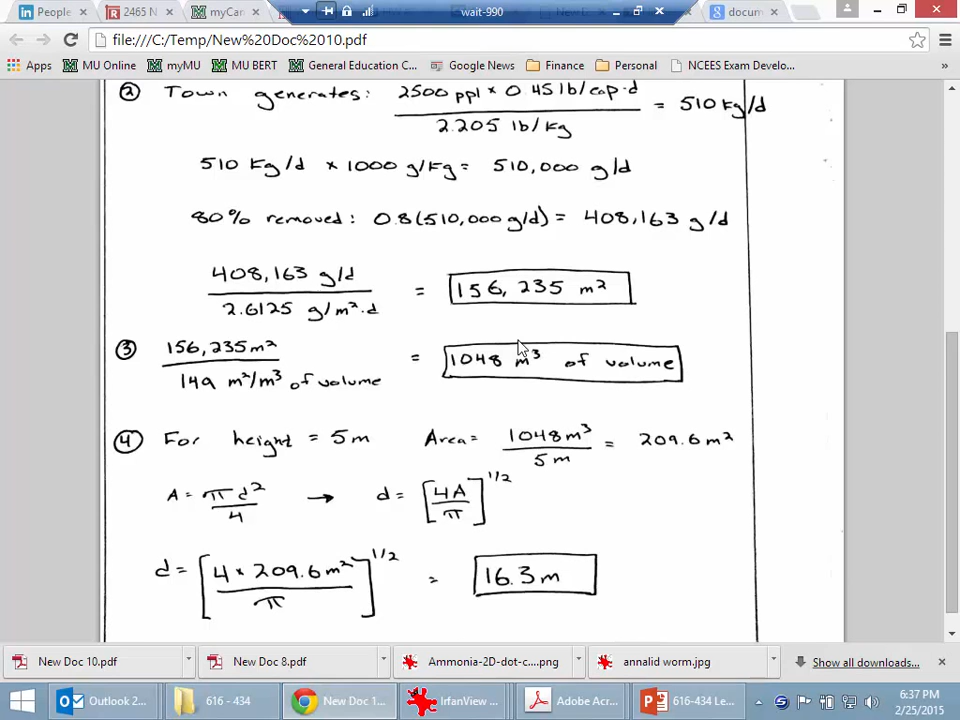 People
2465 N
myCar
wait-990
docum
file:///C:/Temp/New%20Doc%2010.pdf
Apps MU Online myMU MU BERT General Education C... Google News Finance Personal NCEES Exam Develo... »
② Town generates: 2500 ppl × 0.45 lb/cap·d = 510 kg/d
2.205 lb/kg
510 Kg/d × 1000 g/Kg = 510,000 g/d
80% removed: 0.8(510,000 g/d) = 408,163 g/d
408,163 g/d = 156,235 m²
2.6125 g/m²·d
③ 156,235 m² = 1048 m³ of volume
149 m²/m³ of volume
④ For height = 5m Area = 1048 m³ = 209.6 m²
5m
A = πd² → d = [4A]^1/2
4 π
d = [4 × 209.6 m²]^1/2 = 16.3 m
π
New Doc 10.pdf New Doc 8.pdf Ammonia-2D-dot-c....png annalid worm.jpg Show all downloads...
Outlook 2... 616 - 434 New Doc 1... IrfanView ... Adobe Acr... 616-434 Le... 6:37 PM
2/25/2015